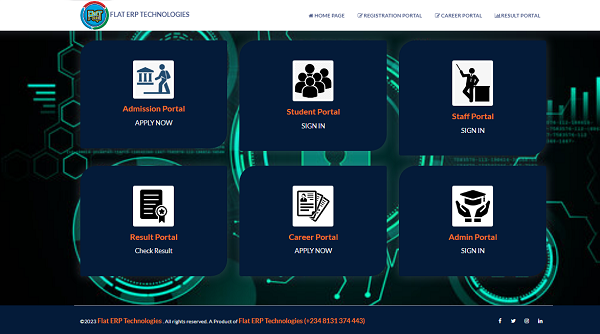 FLAT ERP TECHNOLOGIES
HOME PAGE REGISTRATION PORTAL CAREER PORTAL RESULT PORTAL
Admission Portal
APPLY NOW
Student Portal
SIGN IN
Staff Portal
SIGN IN
Result Portal
Check Result
Career Portal
APPLY NOW
Admin Portal
SIGN IN
©2023 Flat ERP Technologies . All rights reserved. A Product of Flat ERP Technologies (+234 8131 374 443)